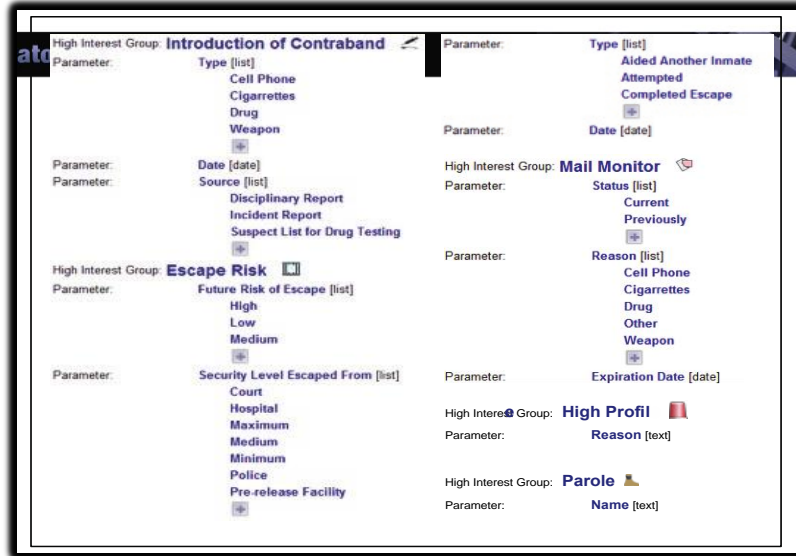 ato
High Interest Group: Introduction of Contraband
Parameter: Type [list]
Cell Phone
Cigarrettes
Drug
Weapon
+
Parameter: Date [date]
Parameter: Source [list]
Disciplinary Report
Incident Report
Suspect List for Drug Testing
+
High Interest Group: Escape Risk
Parameter: Future Risk of Escape [list]
High
Low
Medium
+
Parameter: Security Level Escaped From [list]
Court
Hospital
Maximum
Medium
Minimum
Police
Pre-release Facility
+
Parameter: Type [list]
Aided Another Inmate
Attempted
Completed Escape
+
Parameter: Date [date]
High Interest Group: Mail Monitor
Parameter: Status [list]
Current
Previously
+
Parameter: Reason [list]
Cell Phone
Cigarrettes
Drug
Other
Weapon
+
Parameter: Expiration Date [date]
High Interest Group: High Profil
e
Parameter: Reason [text]
High Interest Group: Parole
Parameter: Name [text]